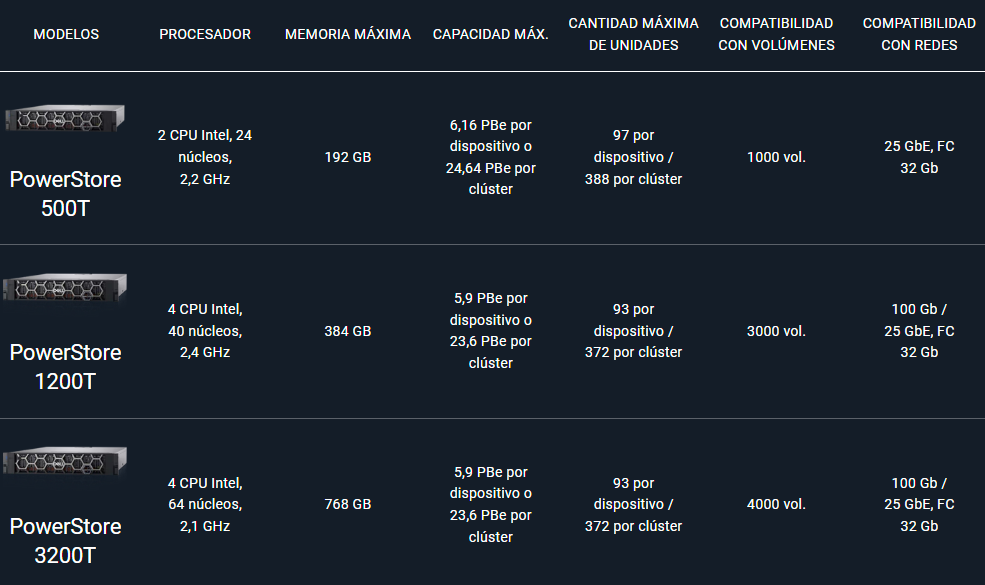 MODELOS
PROCESADOR
MEMORIA MÁXIMA
CAPACIDAD MÁX.
CANTIDAD MÁXIMA
DE UNIDADES
COMPATIBILIDAD
CON VOLÚMENES
COMPATIBILIDAD
CON REDES
PowerStore
500T
2 CPU Intel, 24
núcleos,
2,2 GHz
192 GB
6,16 PBe por
dispositivo o
24,64 PBe por
clúster
97 por
dispositivo /
388 por clúster
1000 vol.
25 GbE, FC
32 Gb
PowerStore
1200T
4 CPU Intel,
40 núcleos,
2,4 GHz
384 GB
5,9 PBe por
dispositivo o
23,6 PBe por
clúster
93 por
dispositivo /
372 por clúster
3000 vol.
100 Gb /
25 GbE, FC
32 Gb
PowerStore
3200T
4 CPU Intel,
64 núcleos,
2,1 GHz
768 GB
5,9 PBe por
dispositivo o
23,6 PBe por
clúster
93 por
dispositivo /
372 por clúster
4000 vol.
100 Gb /
25 GbE, FC
32 Gb